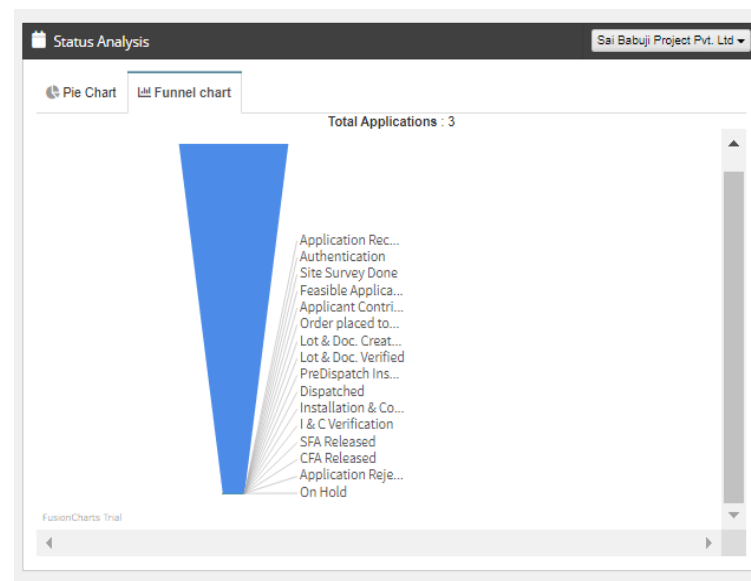 Status Analysis
Sai Babuji Project Pvt. Ltd
Pie Chart
Funnel chart
Total Applications : 3
Application Rec...
Authentication
Site Survey Done
Feasible Applica...
Applicant Contri...
Order placed to...
Lot & Doc. Creat...
Lot & Doc. Verified
PreDispatch Ins...
Dispatched
Installation & Co...
I & C Verification
SFA Released
CFA Released
Application Reje...
On Hold
FusionCharts Trial